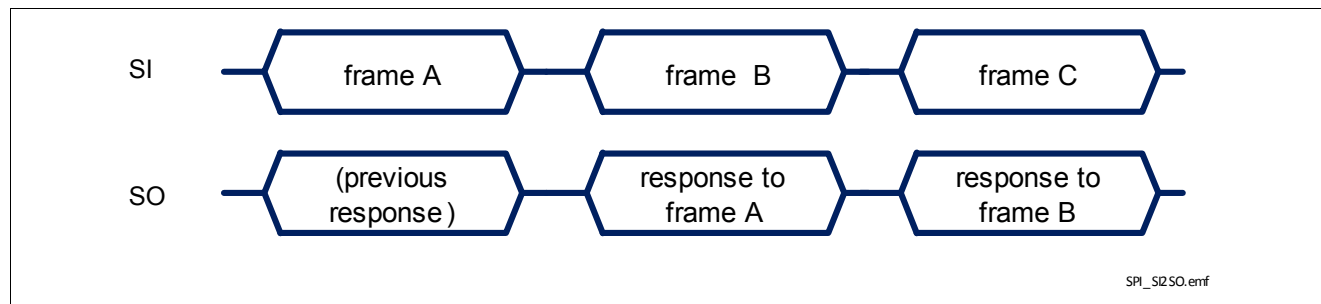 SI
frame A
frame B
frame C
SO
(previous
response)
response to
frame A
response to
frame B
SPI_SI2SO.emf